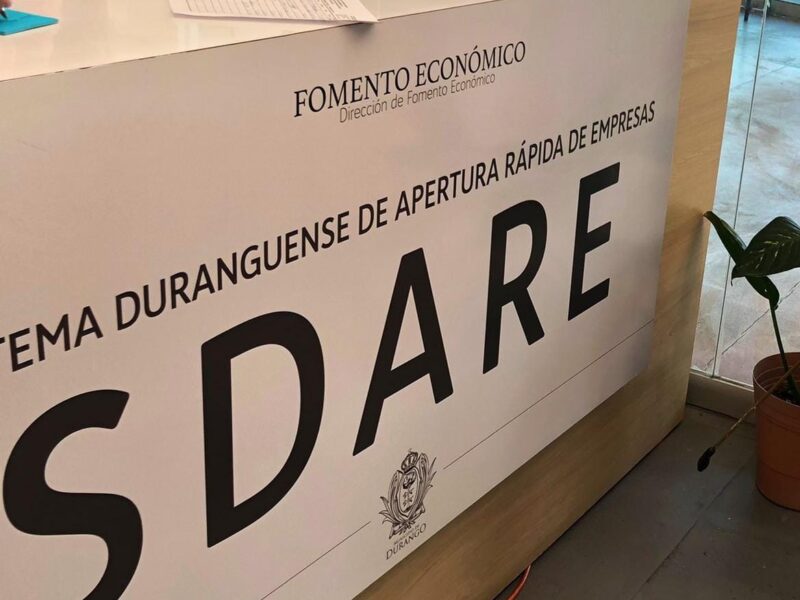 FOMENTO ECONÓMICO
Dirección de Fomento Económico
TEMA DURANGUENSE DE APERTURA RÁPIDA DE EMPRESAS
SDARE
DURANGO